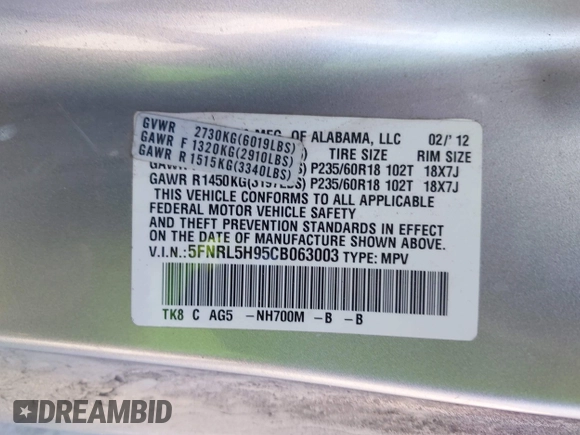 GVWR 2730KG(6019LBS)
GAWR F 1320KG(2910LBS)
GAWR R 1515KG(3340LBS)
MFG. OF ALABAMA, LLC 02/'12
TIRE SIZE RIM SIZE
P235/60R18 102T 18X7J
GAWR R1450KG(3197LBS) P235/60R18 102T 18X7J
THIS VEHICLE CONFORMS TO ALL APPLICABLE
FEDERAL MOTOR VEHICLE SAFETY
AND THEFT PREVENTION STANDARDS IN EFFECT
ON THE DATE OF MANUFACTURE SHOWN ABOVE.
V.I.N.:5FNRL5H95CB063003 TYPE: MPV
TK8 C AG5 -NH700M -B -B
DREAMBID